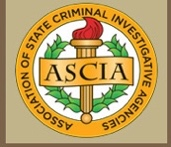 ASSOCIATION OF STATE CRIMINAL INVESTIGATIVE AGENCIES
ASCIA